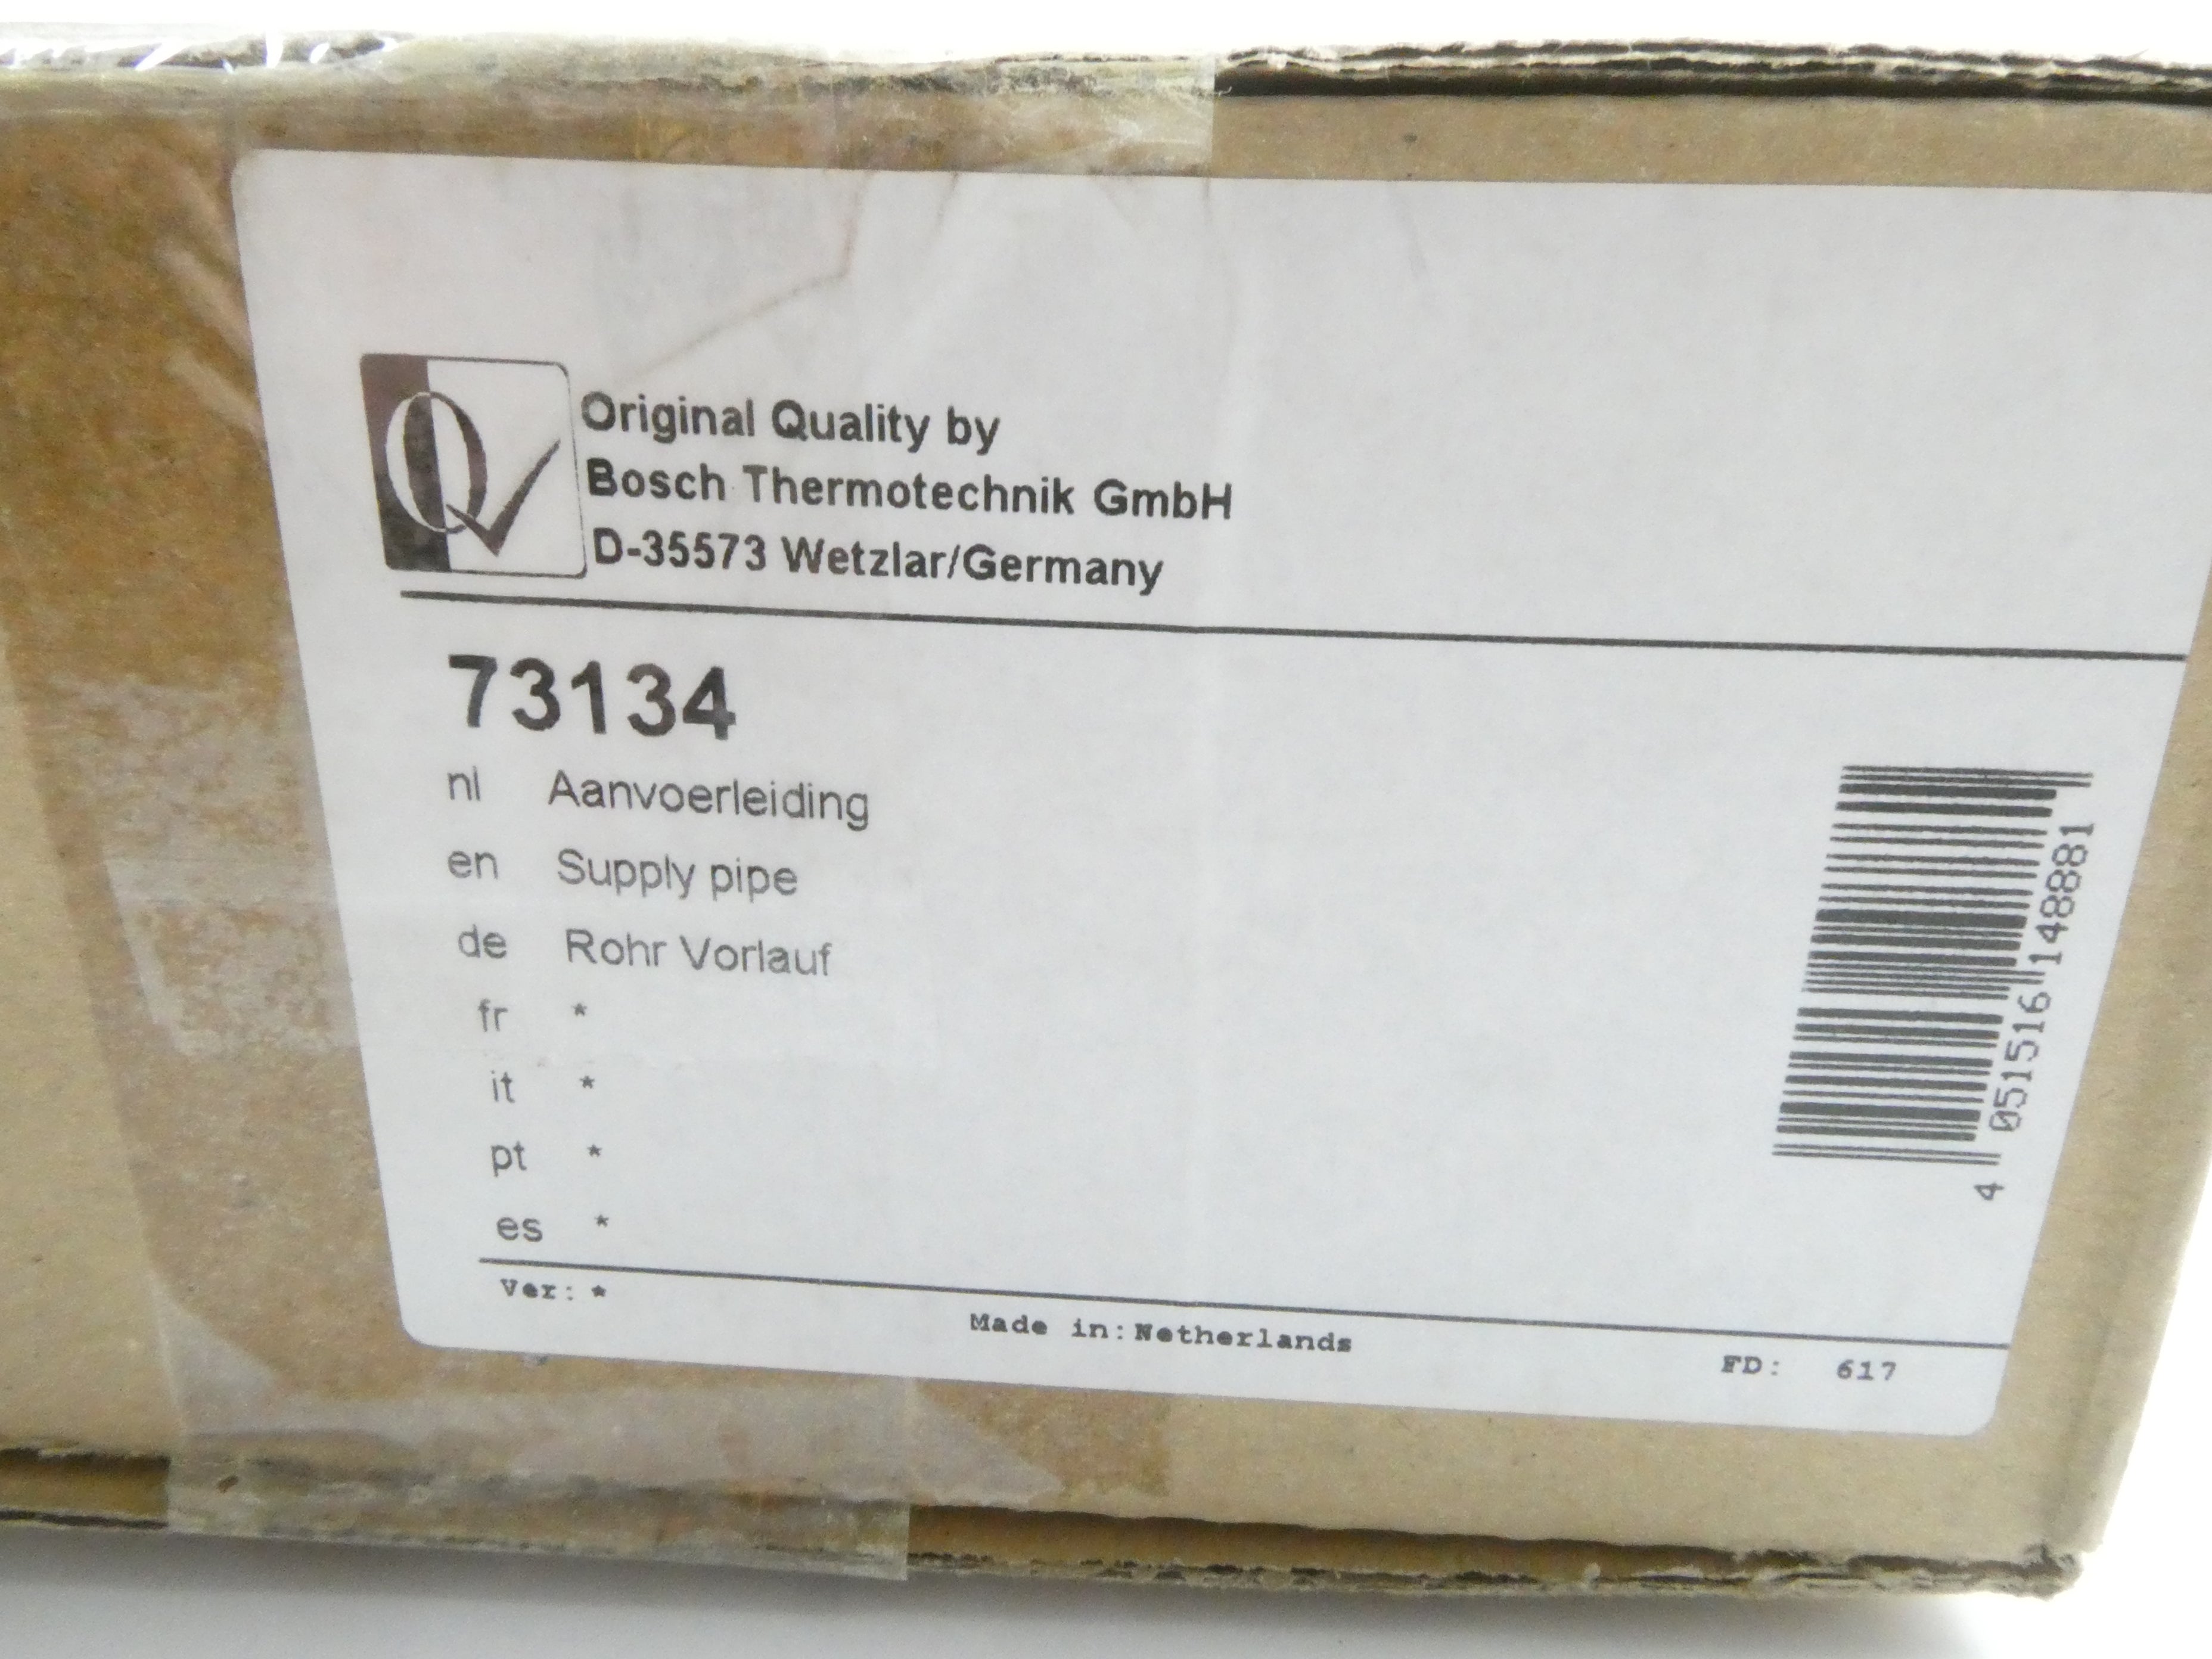 Q
Original Quality by
Bosch Thermotechnik GmbH
D-35573 Wetzlar/Germany
73134
nl Aanvoerleiding
en Supply pipe
de Rohr Vorlauf
fr *
it *
pt *
es *
4 051516 148881
Ver: *
Made in:Netherlands
FD: 617